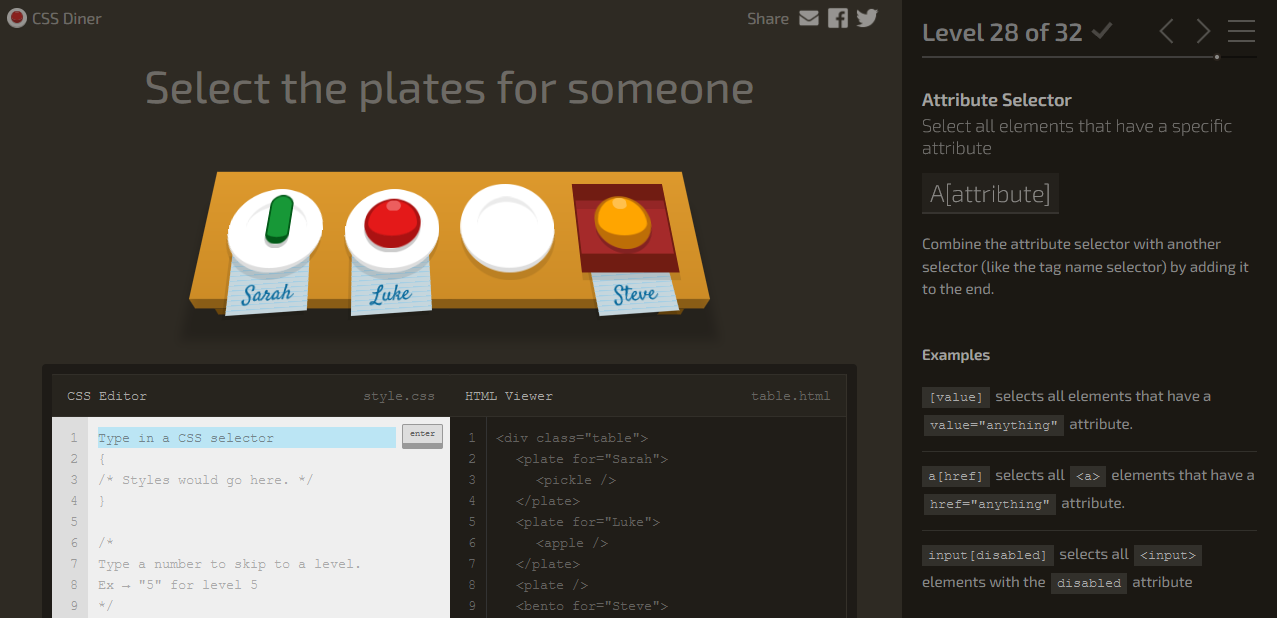 CSS Diner
Share
Select the plates for someone
Sarah
Luke
Steve
CSS Editor
style.css
HTML Viewer
table.html
1 Type in a CSS selector
enter
2 {
3 /* Styles would go here. */
4 }
5
6 /*
7 Type a number to skip to a level.
8 Ex → "5" for level 5
9 */
1 <div class="table">
2 <plate for="Sarah">
3 <pickle />
4 </plate>
5 <plate for="Luke">
6 <apple />
7 </plate>
8 <plate />
9 <bento for="Steve">
Level 28 of 32
Attribute Selector
Select all elements that have a specific
attribute
A[attribute]
Combine the attribute selector with another
selector (like the tag name selector) by adding it
to the end.
Examples
[value] selects all elements that have a
value="anything" attribute.
a[href] selects all <a> elements that have a
href="anything" attribute.
input[disabled] selects all <input>
elements with the disabled attribute